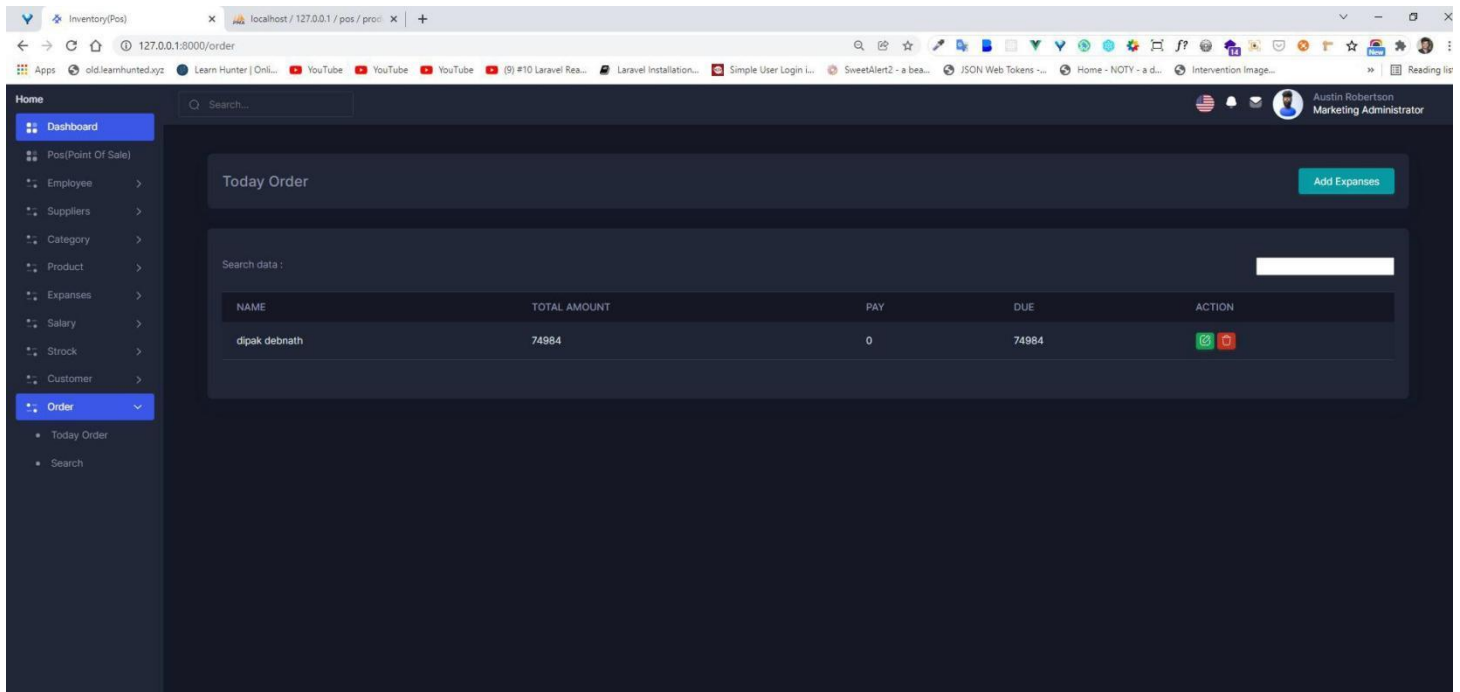 Inventory(Pos)
localhost / 127.0.0.1 / pos / prod
127.0.0.1:8000/order
f?
14
New
Apps old.learnhunted.xyz Learn Hunter | Onli... YouTube YouTube YouTube (9) #10 Laravel Rea... Laravel Installation... Simple User Login i... SweetAlert2 - a bea... JSON Web Tokens -... Home - NOTY - a d... Intervention Image... » Reading lis
Home
Search...
Austin Robertson
Marketing Administrator
Dashboard
Pos(Point Of Sale)
Employee
Suppliers
Category
Product
Expanses
Salary
Strock
Customer
Order
Today Order
Search
Today Order
Add Expanses
Search data :
NAME TOTAL AMOUNT PAY DUE ACTION
dipak debnath 74984 0 74984